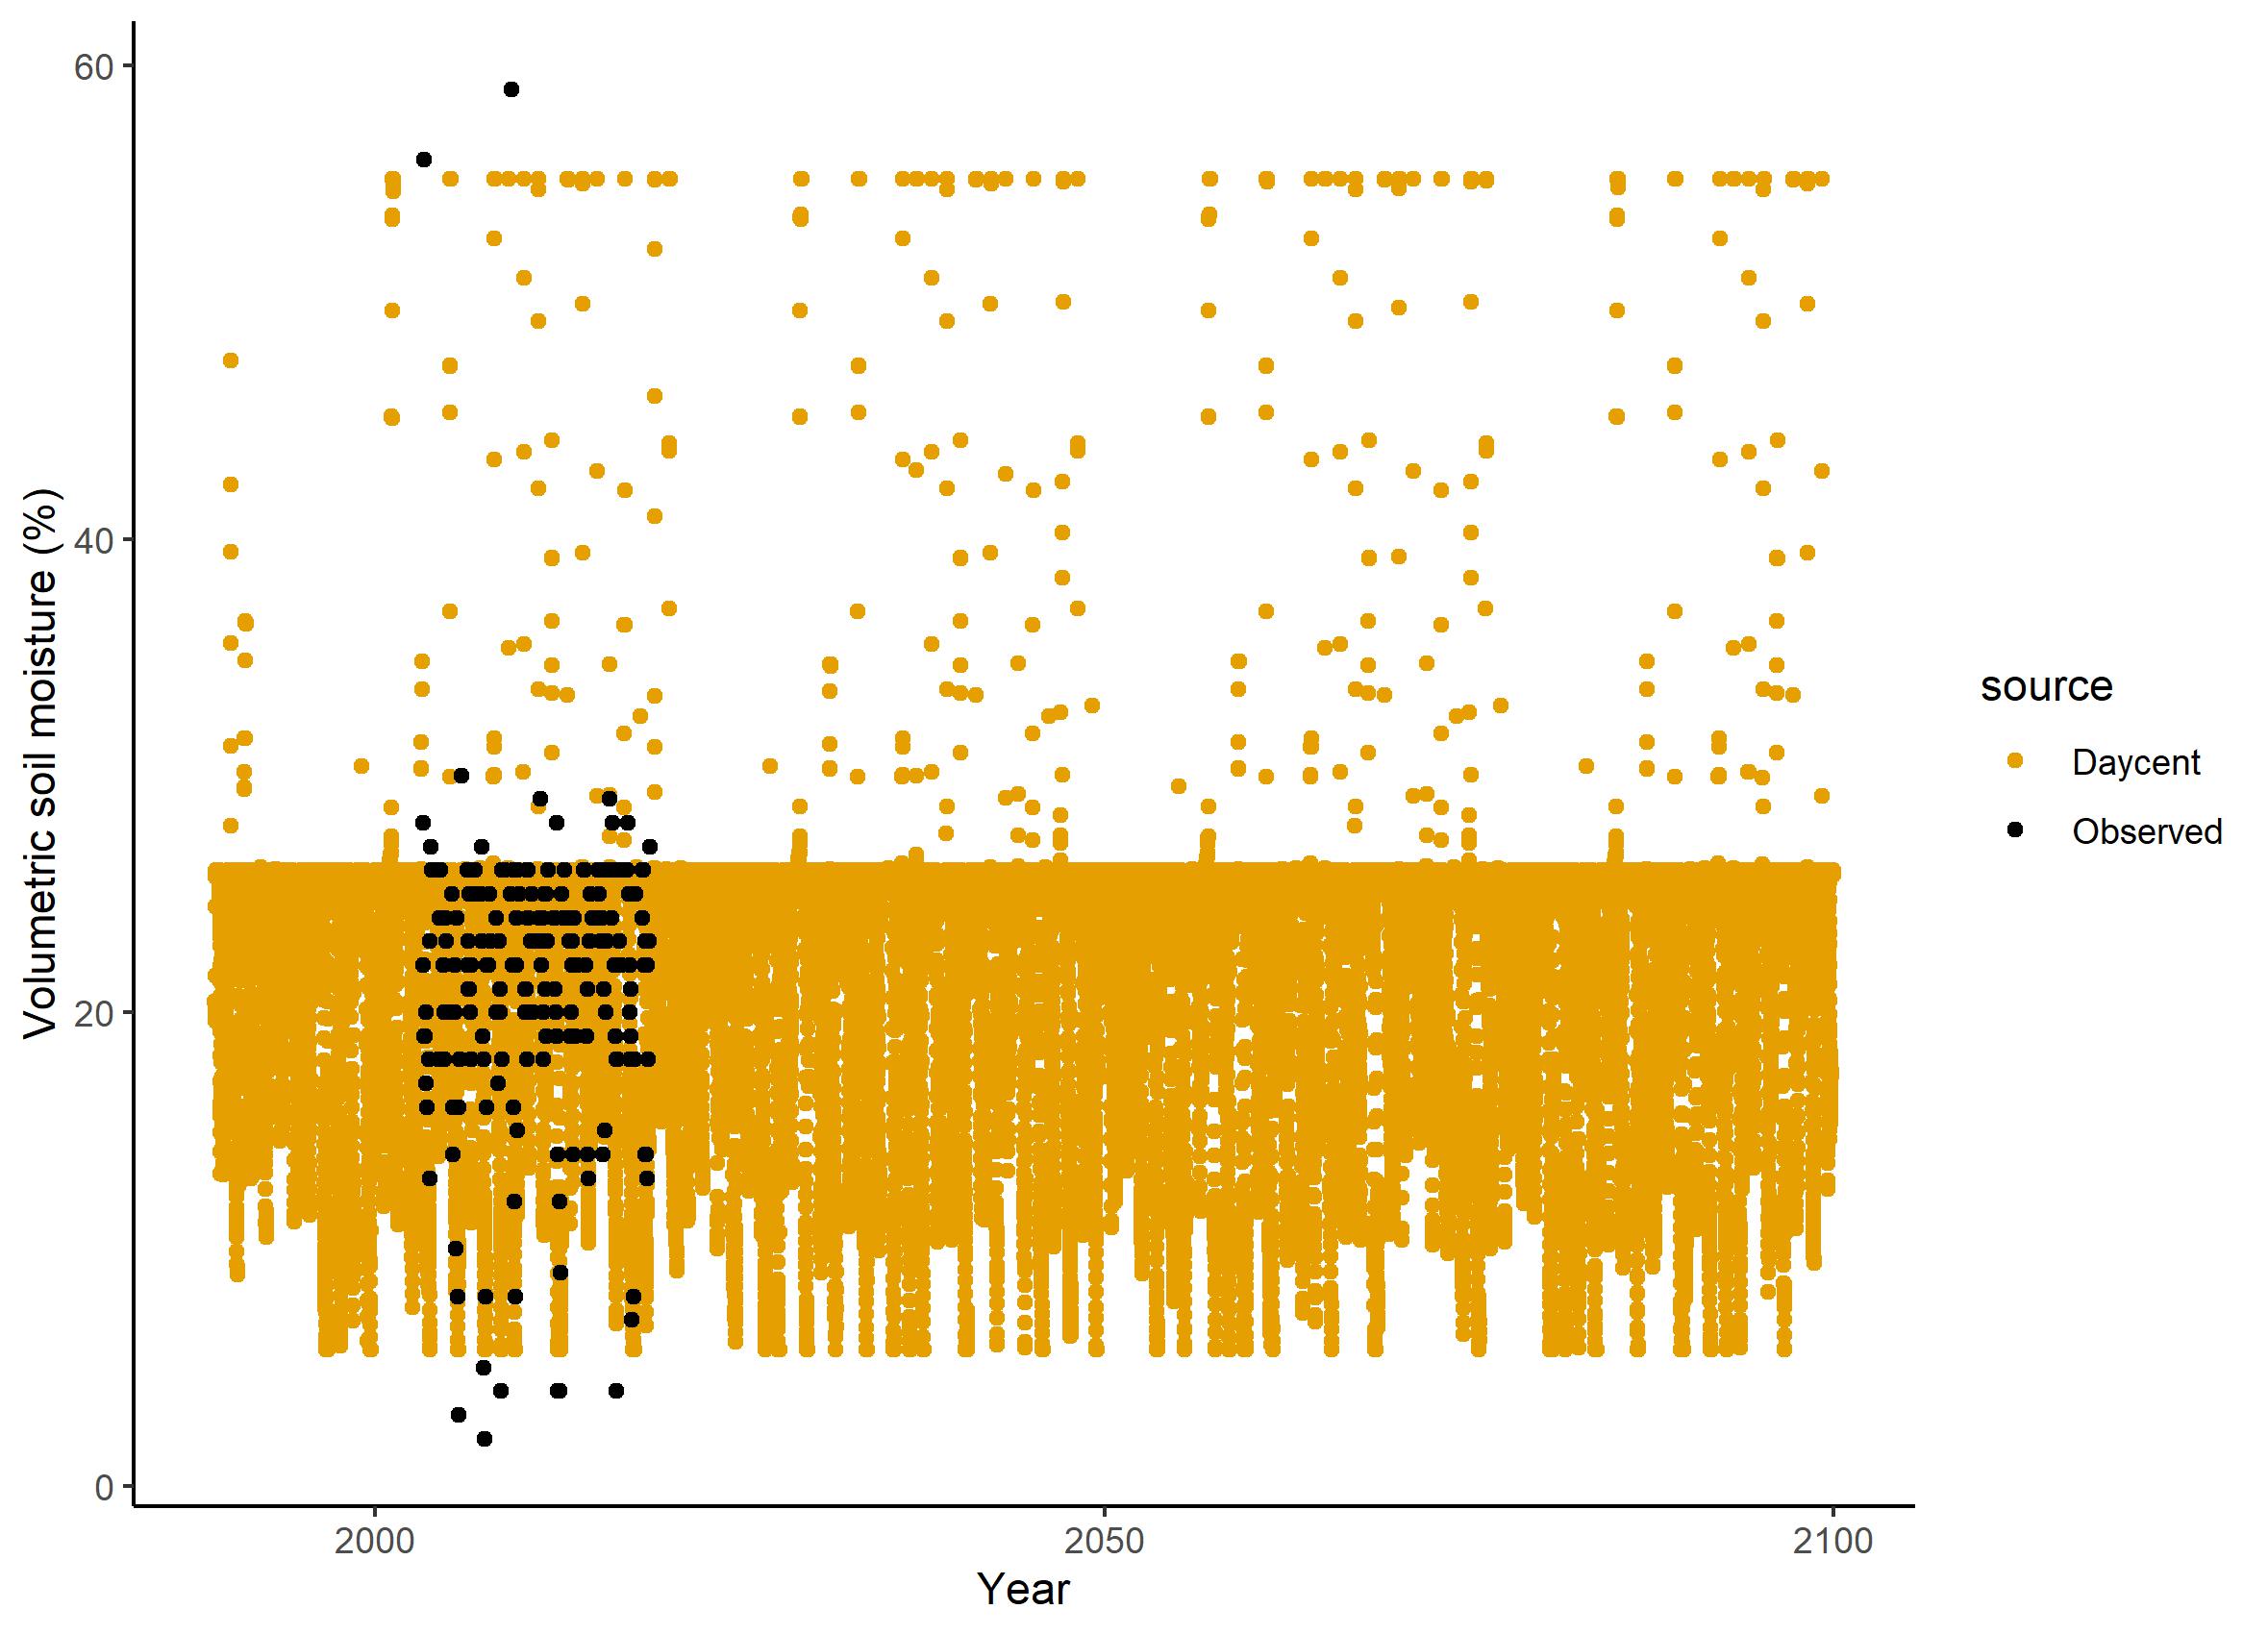 60
40
20
0
Volumetric soil moisture (%)
2000
2050
2100
Year
source
Daycent
Observed